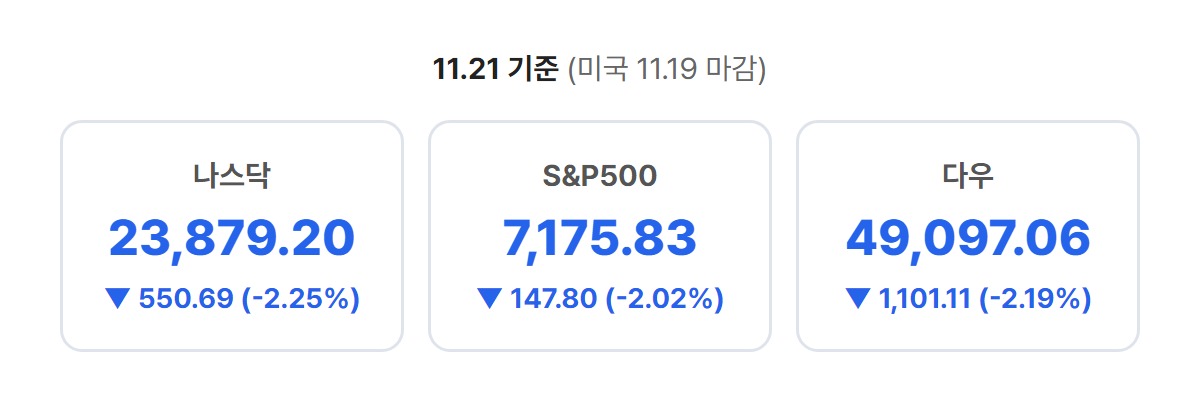 11.21 기준 (미국 11.19 마감)
나스닥
23,879.20
▼ 550.69 (-2.25%)
S&P500
7,175.83
▼ 147.80 (-2.02%)
다우
49,097.06
▼ 1,101.11 (-2.19%)